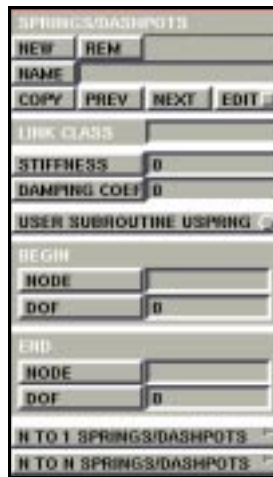 SPRINGS/DASHPOTS
NEW REM
NAME
COPY PREV NEXT EDIT
LINK CLASS
STIFFNESS 0
DAMPING COEF 0
USER SUBROUTINE USPRNG
BEGIN
NODE
DOF 0
END
NODE
DOF 0
N TO 1 SPRINGS/DASHPOTS
N TO N SPRINGS/DASHPOTS